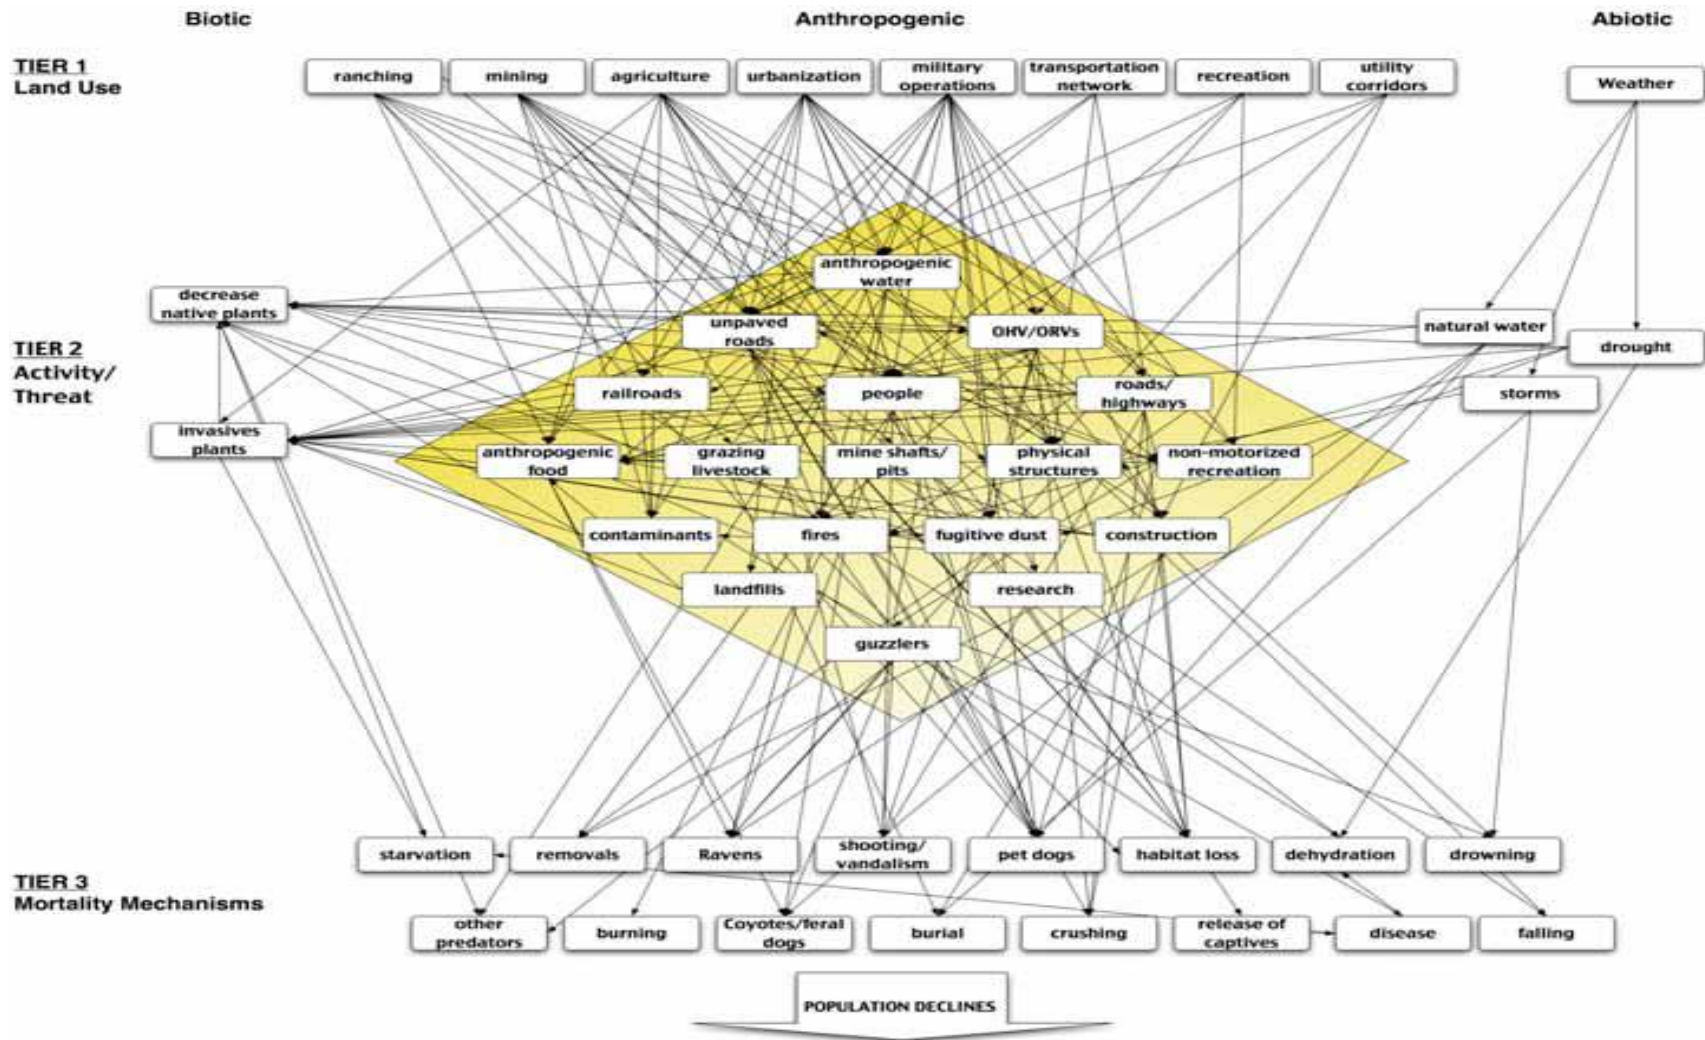 Biotic
Anthropogenic
Abiotic
TIER 1
Land Use
ranching
mining
agriculture
urbanization
military
operations
transportation
network
recreation
utility
corridors
Weather
TIER 2
Activity/
Threat
decrease
native plants
invasives
plants
anthropogenic
water
unpaved
roads
OHV/ORVs
railroads
people
roads/
highways
anthropogenic
food
grazing
livestock
mine shafts/
pits
physical
structures
non-motorized
recreation
contaminants
fires
fugitive dust
construction
landfills
research
guzzlers
natural water
drought
storms
TIER 3
Mortality Mechanisms
starvation
removals
Ravens
shooting/
vandalism
pet dogs
habitat loss
dehydration
drowning
other
predators
burning
Coyotes/feral
dogs
burial
crushing
release of
captives
disease
falling
POPULATION DECLINES